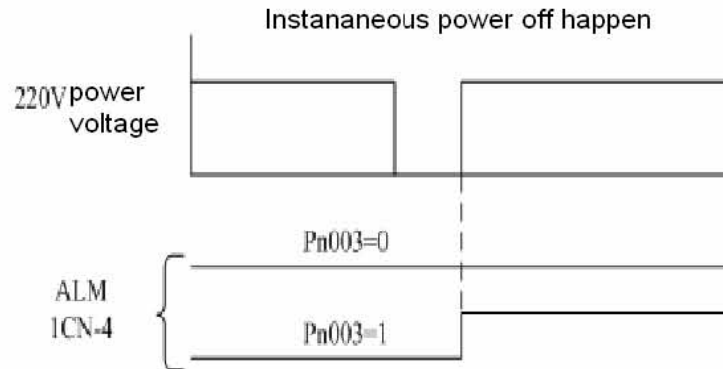 Instananeous power off happen
220V power
voltage
Pn003=0
ALM
1CN-4
Pn003=1